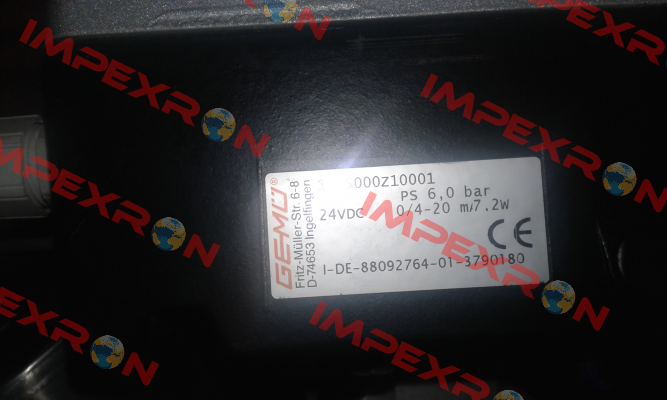 GEMÜ®
Fritz-Müller-Str. 6-8
D-74653 Ingelfingen
000Z10001
PS 6,0 bar
24VDC 0/4-20 m/7.2W
CE
I-DE-88092764-01-3790180
IMPEXRON
IMPEXRON
IMPEXRON
IMPEXRON
IMPEXRON
IMPEXRON